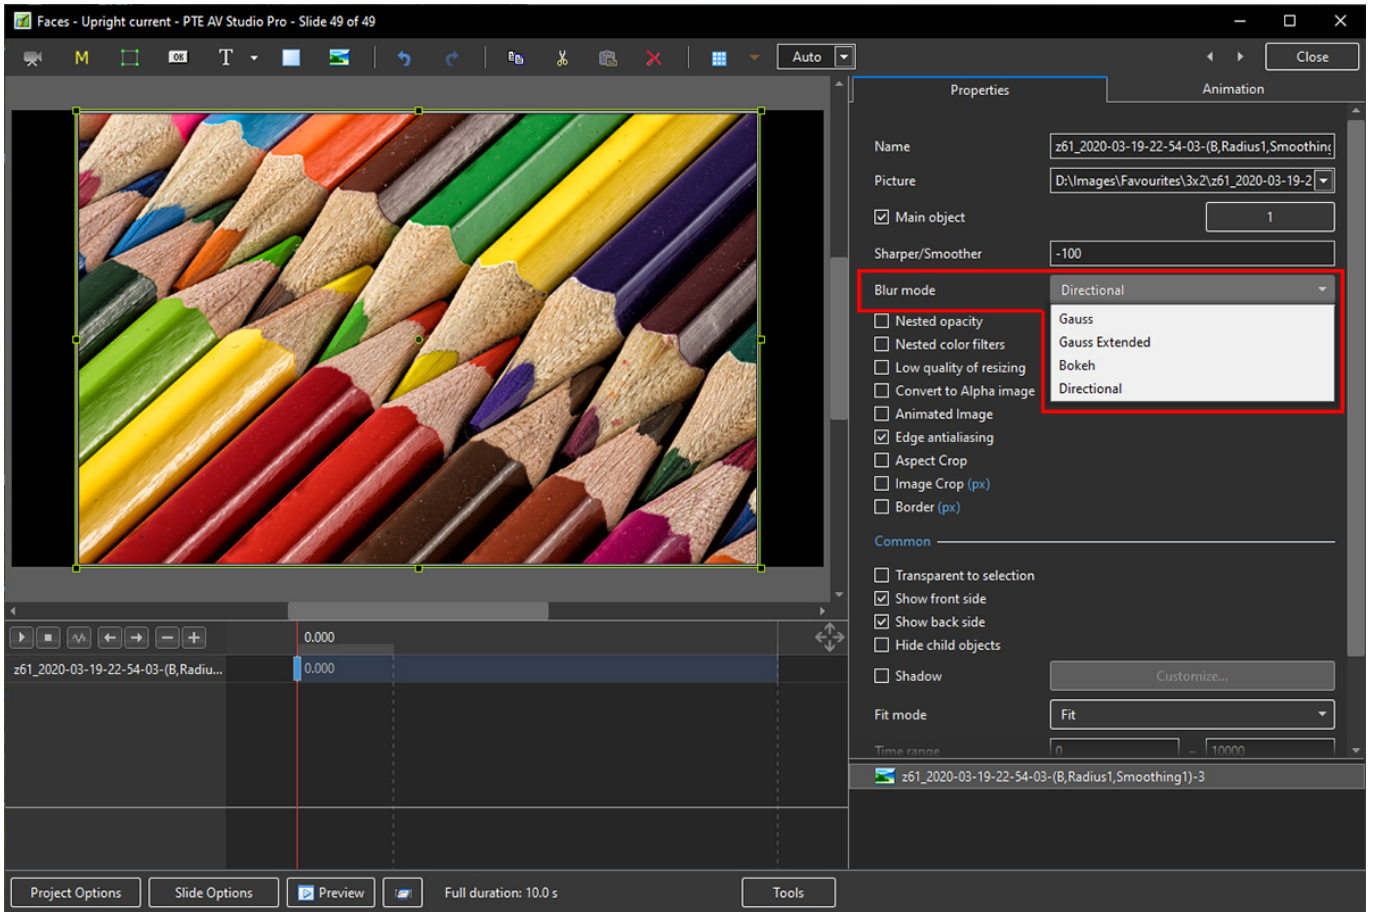 Faces - Upright current - PTE AV Studio Pro - Slide 49 of 49
M
OK
T
Auto
Close
Properties
Animation
Name
z61_2020-03-19-22-54-03-(B,Radius1,Smoothing
Picture
D:\Images\Favourites\3x2\z61_2020-03-19-2
Main object
1
Sharper/Smoother
-100
Blur mode
Directional
Gauss
Gauss Extended
Bokeh
Directional
Nested opacity
Nested color filters
Low quality of resizing
Convert to Alpha image
Animated Image
Edge antialiasing
Aspect Crop
Image Crop (px)
Border (px)
Common
Transparent to selection
Show front side
Show back side
Hide child objects
Shadow
Customize...
Fit mode
Fit
Time range
0
–
10000
0.000
z61_2020-03-19-22-54-03-(B,Radiu...
0.000
z61_2020-03-19-22-54-03-(B,Radius1,Smoothing1)-3
Project Options
Slide Options
Preview
Full duration: 10.0 s
Tools